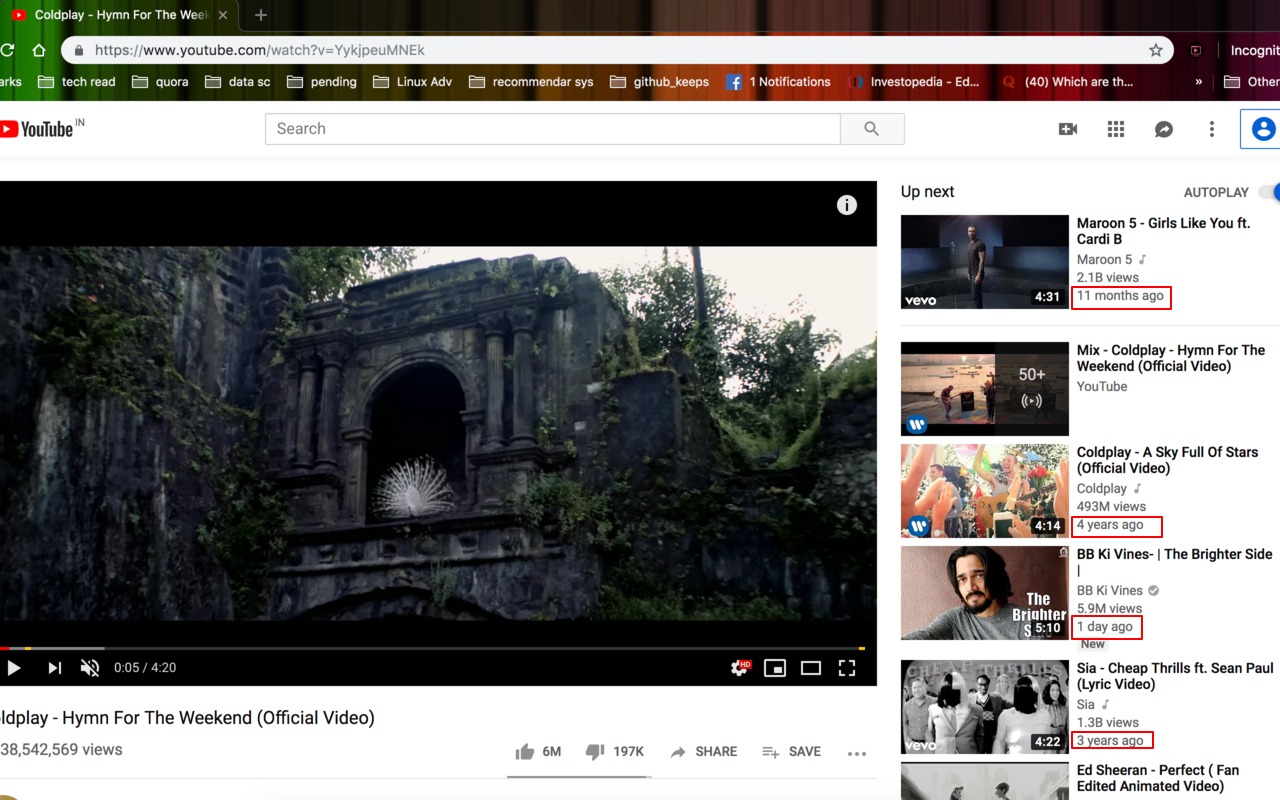 Coldplay - Hymn For The Week
https://www.youtube.com/watch?v=YykjpeuMNEk
Incognit
arks
tech read
quora
data sc
pending
Linux Adv
recommendar sys
github_keeps
1 Notifications
Investopedia - Ed...
(40) Which are th...
»
Other
YouTube IN
Search
Up next
AUTOPLAY
Maroon 5 - Girls Like You ft.
Cardi B
Maroon 5
2.1B views
11 months ago
vevo
4:31
Mix - Coldplay - Hymn For The
Weekend (Official Video)
YouTube
50+
Coldplay - A Sky Full Of Stars
(Official Video)
Coldplay
493M views
4 years ago
4:14
BB Ki Vines- | The Brighter Side
|
BB Ki Vines
5.9M views
1 day ago
New
The
Brighter
5:10
Sia - Cheap Thrills ft. Sean Paul
(Lyric Video)
Sia
1.3B views
3 years ago
CHEAP THRILLS
vevo
4:22
Ed Sheeran - Perfect ( Fan
Edited Animated Video)
0:05 / 4:20
HD
ldplay - Hymn For The Weekend (Official Video)
38,542,569 views
6M
197K
SHARE
SAVE